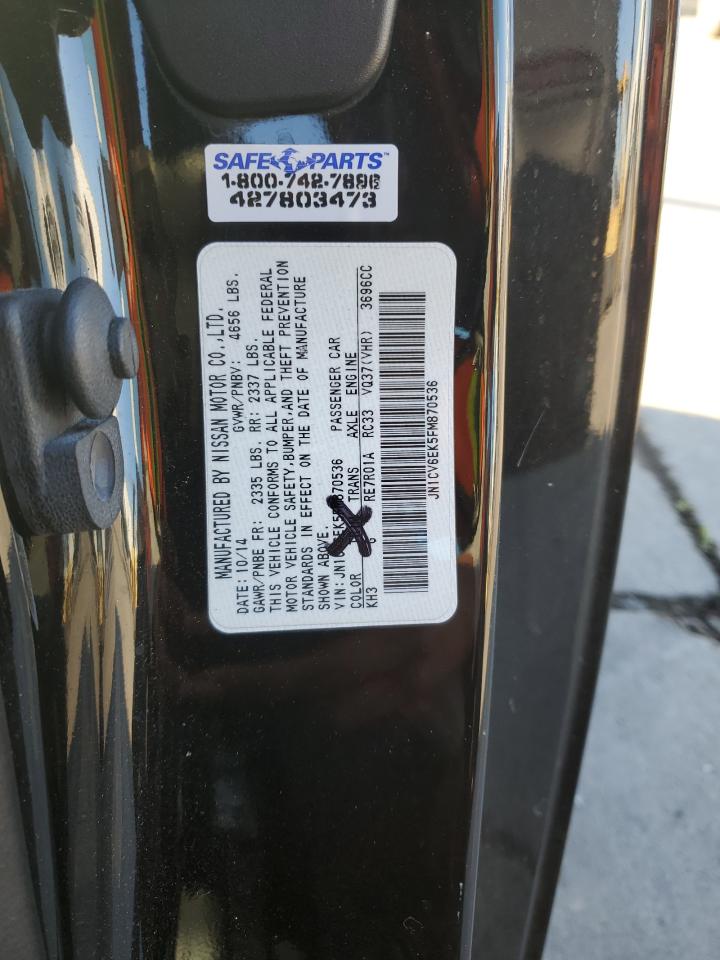 SAFE PARTS™
1-800-742-7886
427803473
MANUFACTURED BY NISSAN MOTOR CO.,LTD.
DATE: 10/14 GVWR/PNBV: 4656 LBS.
GAWR/PNBE FR: 2335 LBS. RR: 2337 LBS.
THIS VEHICLE CONFORMS TO ALL APPLICABLE FEDERAL
MOTOR VEHICLE SAFETY,BUMPER,AND THEFT PREVENTION
STANDARDS IN EFFECT ON THE DATE OF MANUFACTURE
SHOWN ABOVE.
VIN: PASSENGER CAR
COLOR TRANS AXLE ENGINE
KH3 G RE7R01A RC33 VQ37(VHR) 3696CC
JN1CV6EK5FM870536